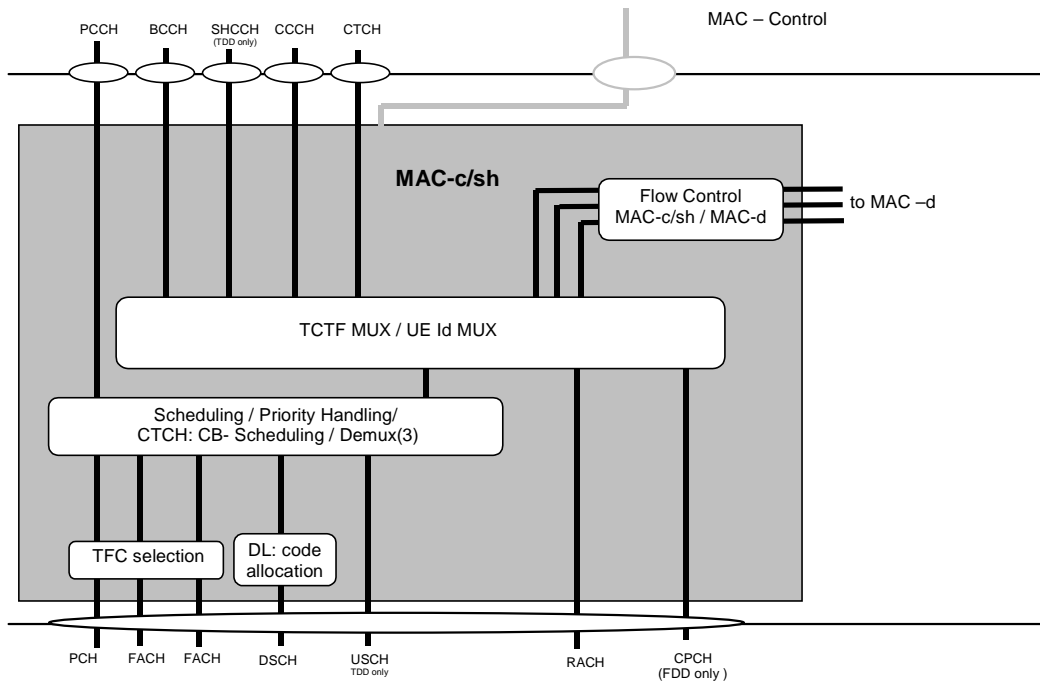 PCCH
BCCH
SHCCH
(TDD only)
CCCH
CTCH
MAC – Control
MAC-c/sh
Flow Control
MAC-c/sh / MAC-d
to MAC –d
TCTF MUX / UE Id MUX
Scheduling / Priority Handling/
CTCH: CB- Scheduling / Demux(3)
TFC selection
DL: code
allocation
PCH
FACH
FACH
DSCH
USCH
TDD only
RACH
CPCH
(FDD only )